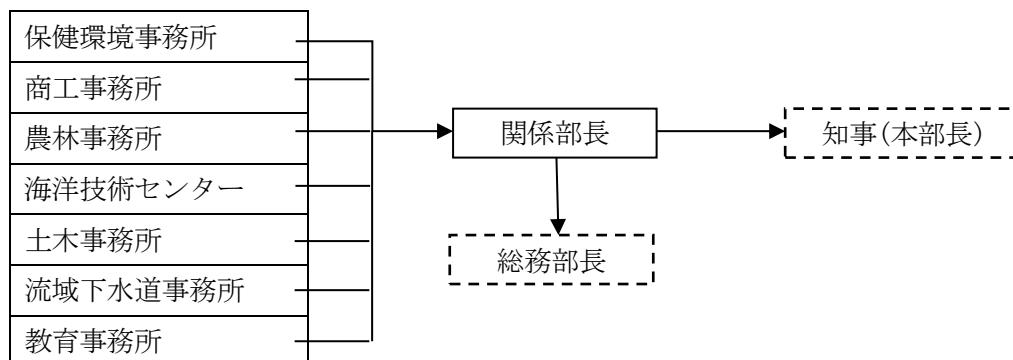 保健環境事務所
商工事務所
農林事務所
海洋技術センター
土木事務所
流域下水道事務所
教育事務所
関係部長
知事(本部長)
総務部長